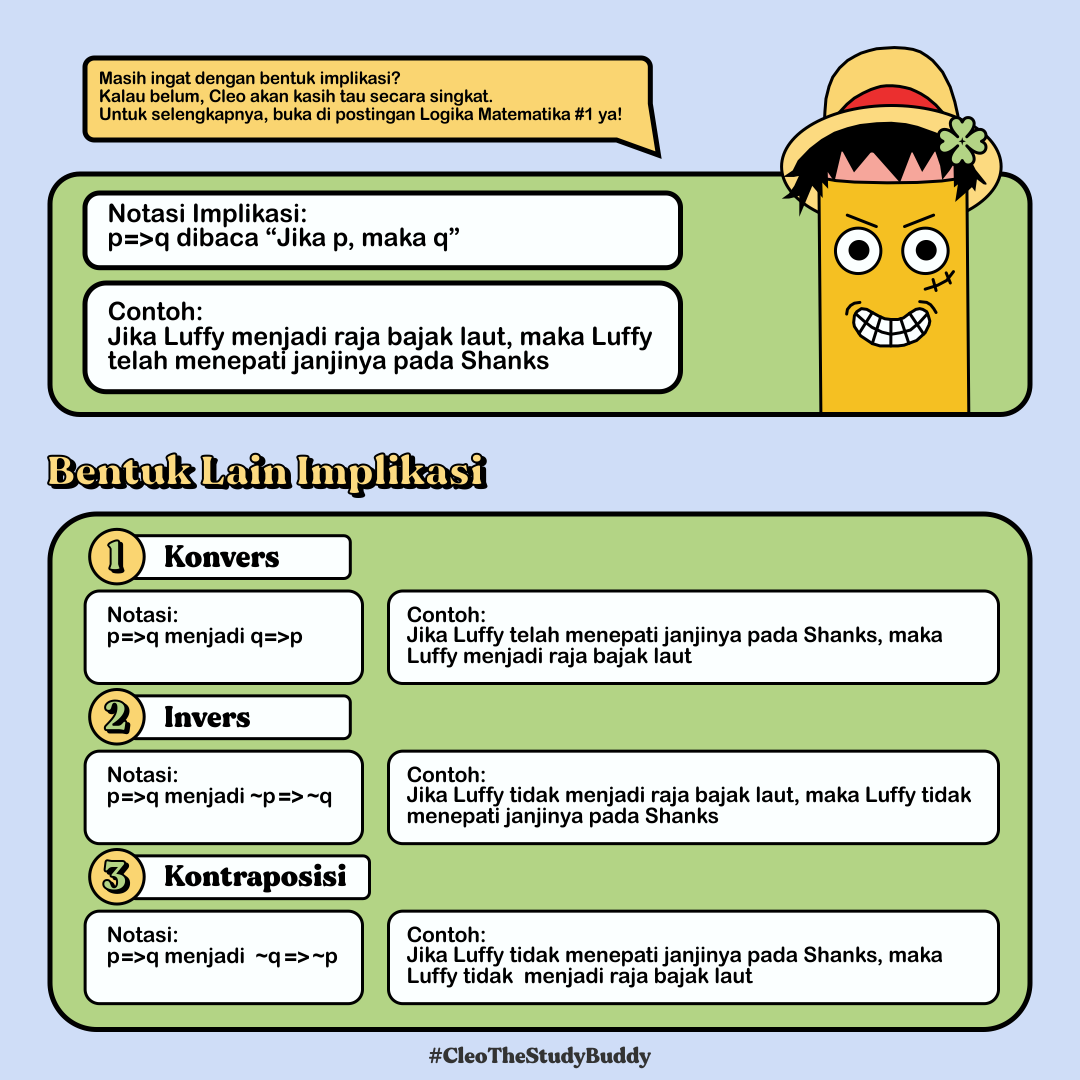 Masih ingat dengan bentuk implikasi?
Kalau belum, Cleo akan kasih tau secara singkat.
Untuk selengkapnya, buka di postingan Logika Matematika #1 ya!
Notasi Implikasi:
p=>q dibaca “Jika p, maka q”
Contoh:
Jika Luffy menjadi raja bajak laut, maka Luffy
telah menepati janjinya pada Shanks
Bentuk Lain Implikasi
1 Konvers
Notasi:
p=>q menjadi q=>p
Contoh:
Jika Luffy telah menepati janjinya pada Shanks, maka
Luffy menjadi raja bajak laut
2 Invers
Notasi:
p=>q menjadi ~p=>~q
Contoh:
Jika Luffy tidak menjadi raja bajak laut, maka Luffy tidak
menepati janjinya pada Shanks
3 Kontraposisi
Notasi:
p=>q menjadi ~q=>~p
Contoh:
Jika Luffy tidak menepati janjinya pada Shanks, maka
Luffy tidak menjadi raja bajak laut
#CleoTheStudyBuddy